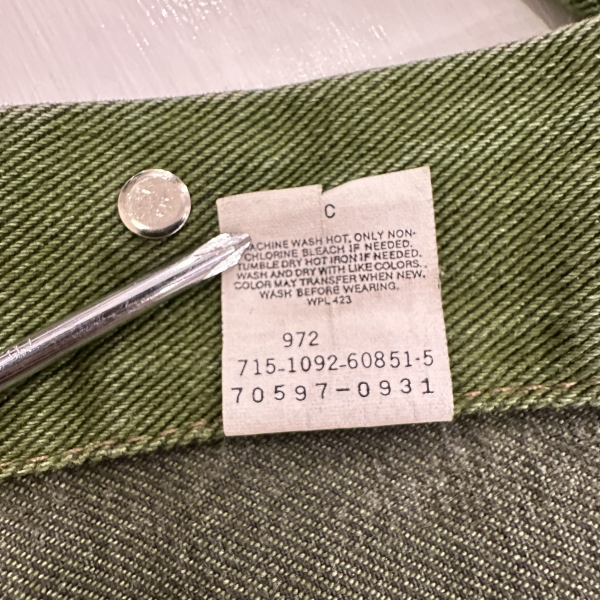 C
MACHINE WASH HOT, ONLY NON-
CHLORINE BLEACH IF NEEDED.
TUMBLE DRY HOT IRON IF NEEDED.
WASH AND DRY WITH LIKE COLORS.
COLOR MAY TRANSFER WHEN NEW,
WASH BEFORE WEARING.
WPL 423
972
715-1092-60851-5
70597-0931